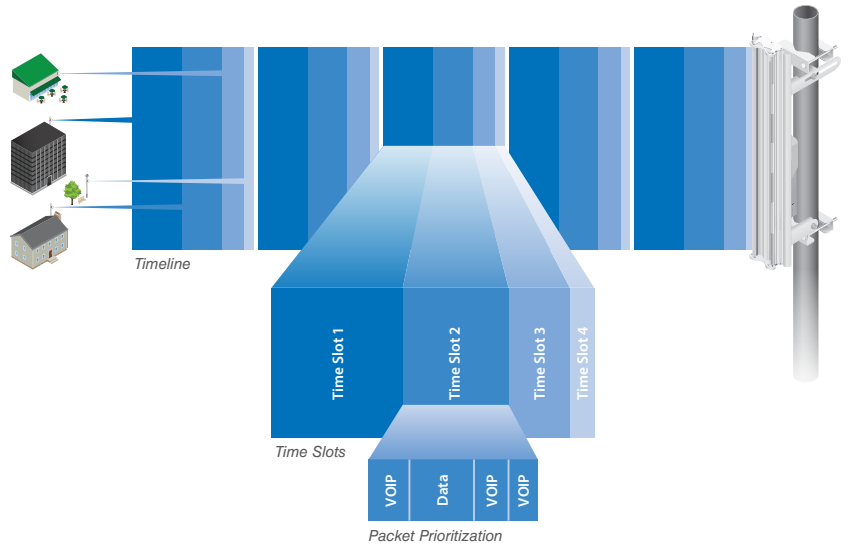 Timeline
Time Slot 1
Time Slot 2
Time Slot 3
Time Slot 4
Time Slots
VOIP
Data
VOIP
VOIP
Packet Prioritization